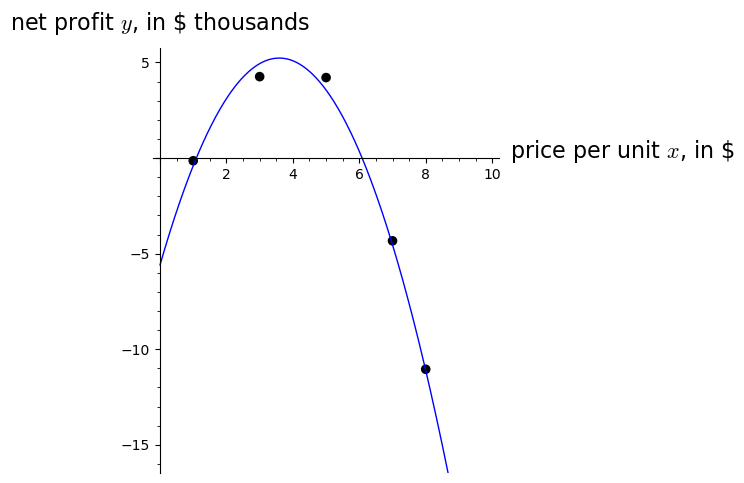 net profit y, in $ thousands
5
price per unit x, in $
2 4 6 8 10
−5
−10
−15